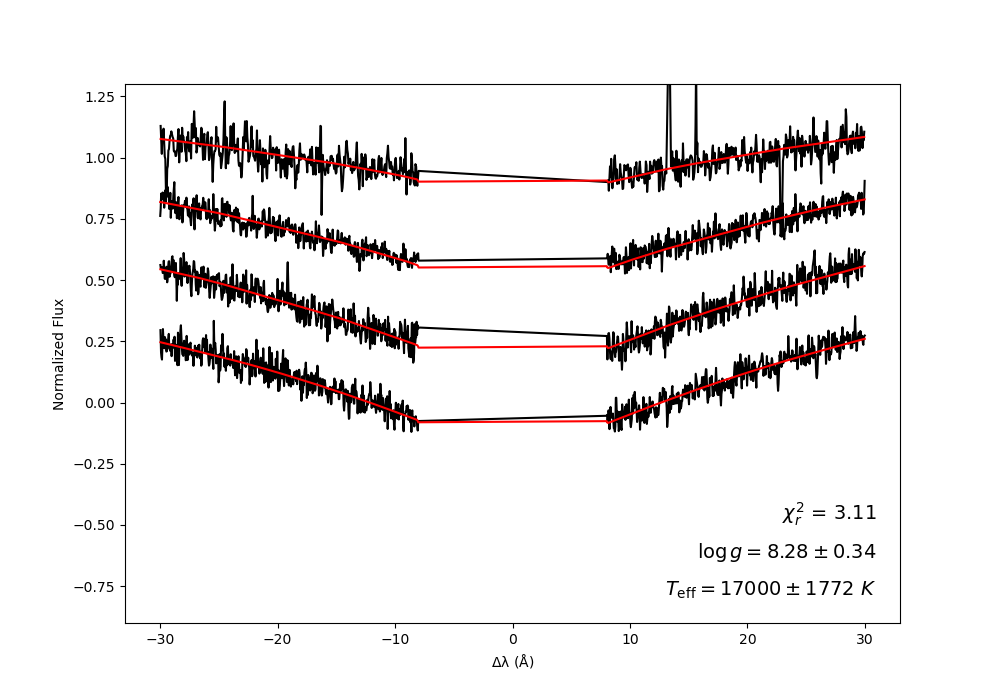 1.25
1.00
0.75
0.50
0.25
0.00
−0.25
−0.50
−0.75
Normalized Flux
χ²ᵣ = 3.11
log g = 8.28 ± 0.34
T_eff = 17000 ± 1772 K
−30 −20 −10 0 10 20 30
Δλ (Å)